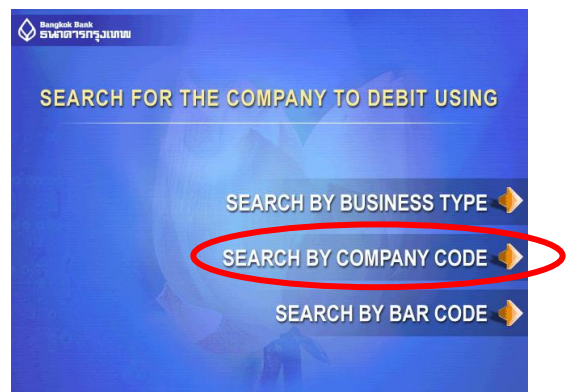 Bangkok Bank
ธนาคารกรุงเทพ
SEARCH FOR THE COMPANY TO DEBIT USING
SEARCH BY BUSINESS TYPE
SEARCH BY COMPANY CODE
SEARCH BY BAR CODE